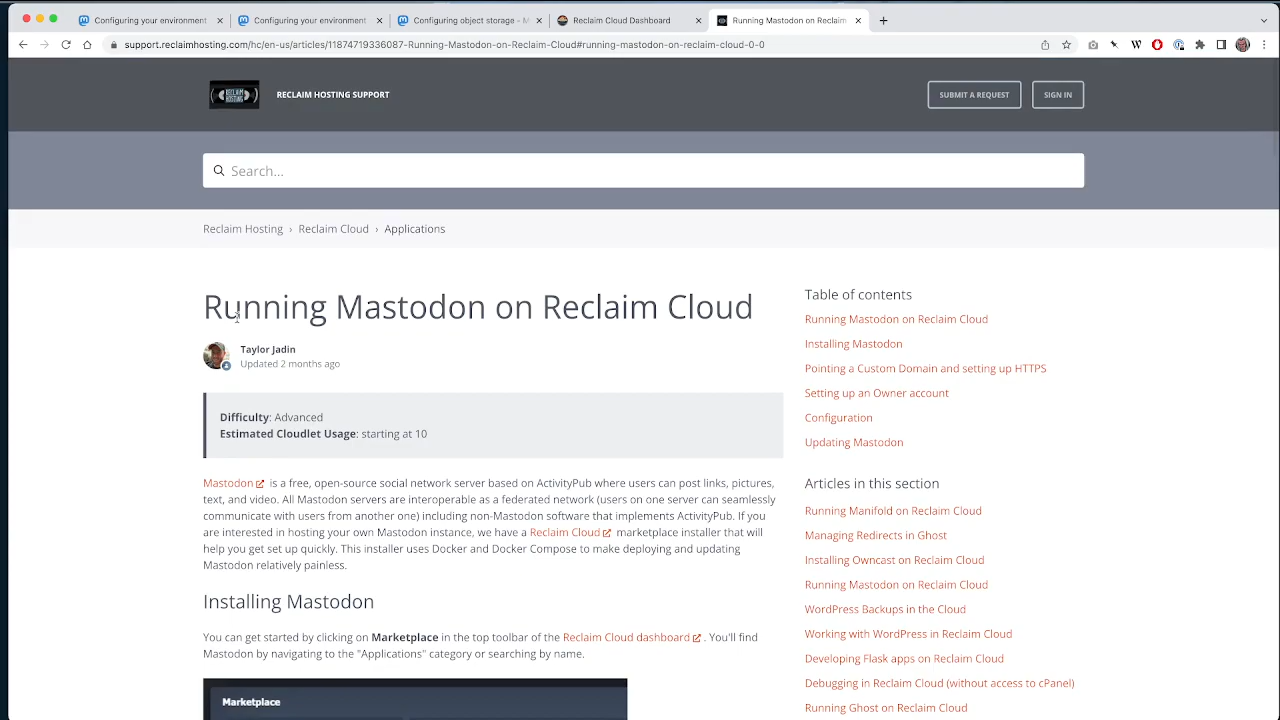 Configuring your environment
Configuring your environment
Configuring object storage - M
Reclaim Cloud Dashboard
Running Mastodon on Reclaim
support.reclaimhosting.com/hc/en-us/articles/11874719336087-Running-Mastodon-on-Reclaim-Cloud#running-mastodon-on-reclaim-cloud-0-0
RECLAIM HOSTING
RECLAIM HOSTING SUPPORT
SUBMIT A REQUEST
SIGN IN
Search...
Reclaim Hosting › Reclaim Cloud › Applications
Running Mastodon on Reclaim Cloud
Taylor Jadin
Updated 2 months ago
Difficulty: Advanced
Estimated Cloudlet Usage: starting at 10
Mastodon is a free, open-source social network server based on ActivityPub where users can post links, pictures,
text, and video. All Mastodon servers are interoperable as a federated network (users on one server can seamlessly
communicate with users from another one) including non-Mastodon software that implements ActivityPub. If you
are interested in hosting your own Mastodon instance, we have a Reclaim Cloud marketplace installer that will
help you get set up quickly. This installer uses Docker and Docker Compose to make deploying and updating
Mastodon relatively painless.
Installing Mastodon
You can get started by clicking on Marketplace in the top toolbar of the Reclaim Cloud dashboard . You'll find
Mastodon by navigating to the "Applications" category or searching by name.
Marketplace
Table of contents
Running Mastodon on Reclaim Cloud
Installing Mastodon
Pointing a Custom Domain and setting up HTTPS
Setting up an Owner account
Configuration
Updating Mastodon
Articles in this section
Running Manifold on Reclaim Cloud
Managing Redirects in Ghost
Installing Owncast on Reclaim Cloud
Running Mastodon on Reclaim Cloud
WordPress Backups in the Cloud
Working with WordPress in Reclaim Cloud
Developing Flask apps on Reclaim Cloud
Debugging in Reclaim Cloud (without access to cPanel)
Running Ghost on Reclaim Cloud